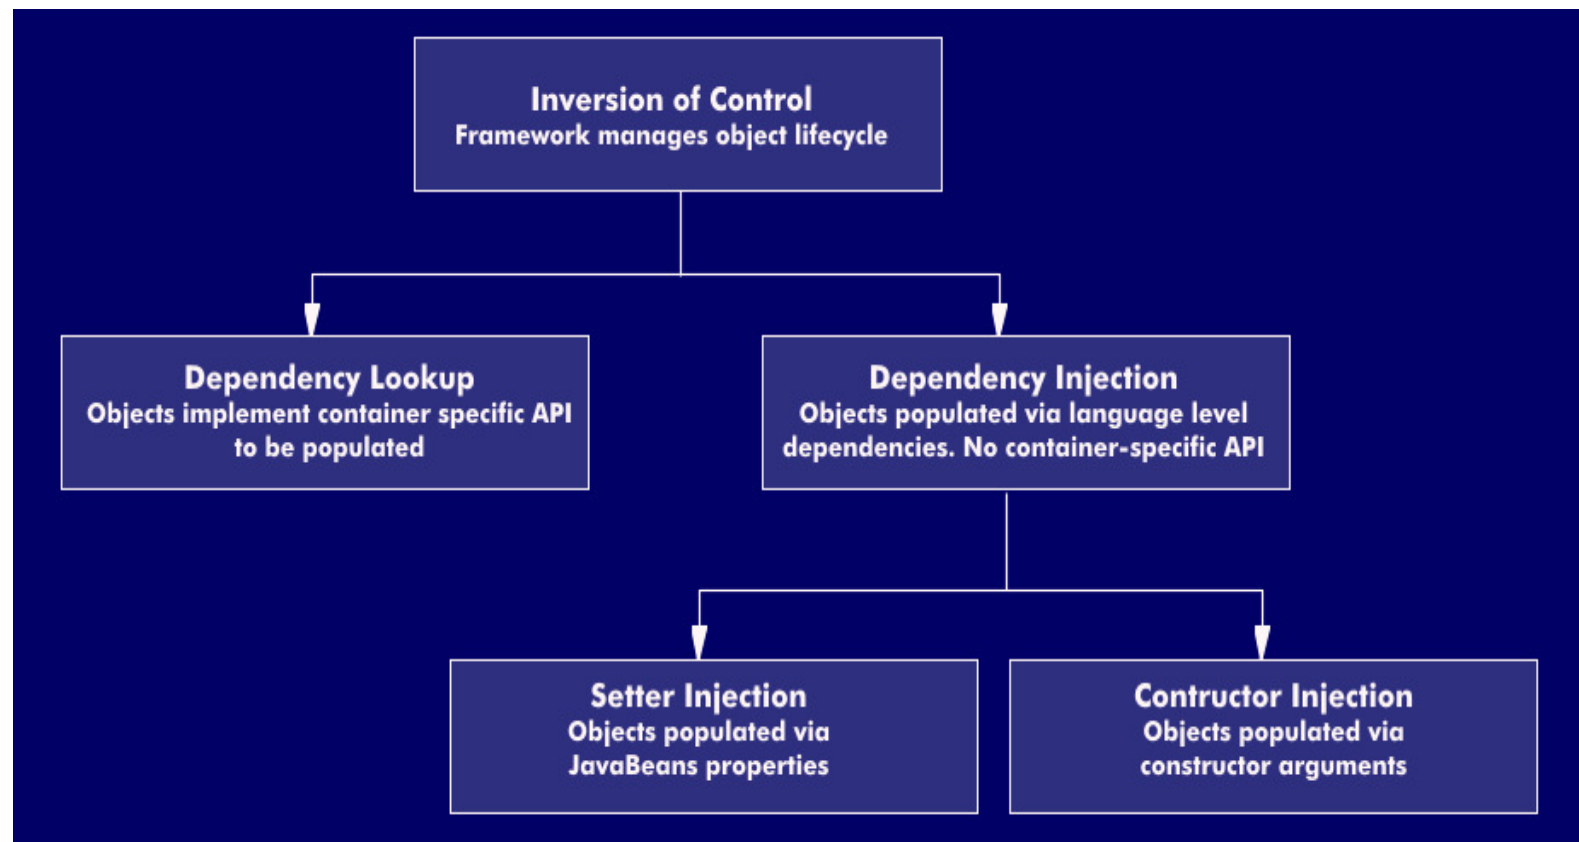 Inversion of Control
Framework manages object lifecycle
Dependency Lookup
Objects implement container specific API
to be populated
Dependency Injection
Objects populated via language level
dependencies. No container-specific API
Setter Injection
Objects populated via
JavaBeans properties
Contructor Injection
Objects populated via
constructor arguments